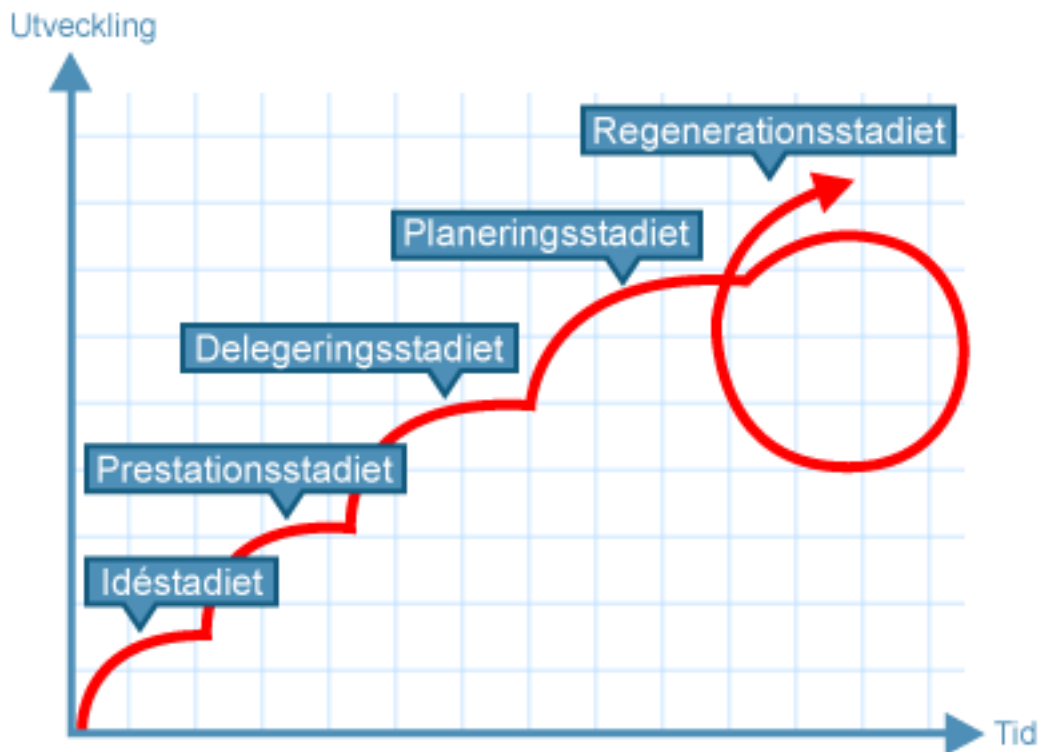 Utveckling
Regenerationsstadiet
Planeringsstadiet
Delegeringsstadiet
Prestationsstadiet
Idéstadiet
Tid